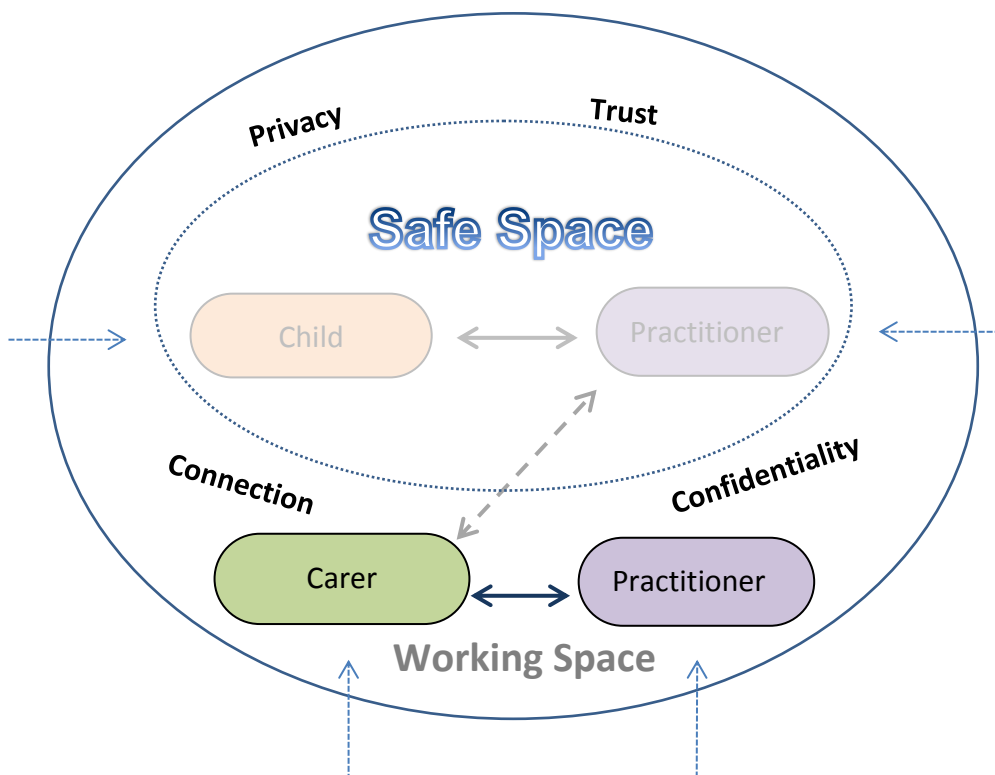 Privacy
Trust
Safe Space
Child
Practitioner
Connection
Confidentiality
Carer
Practitioner
Working Space